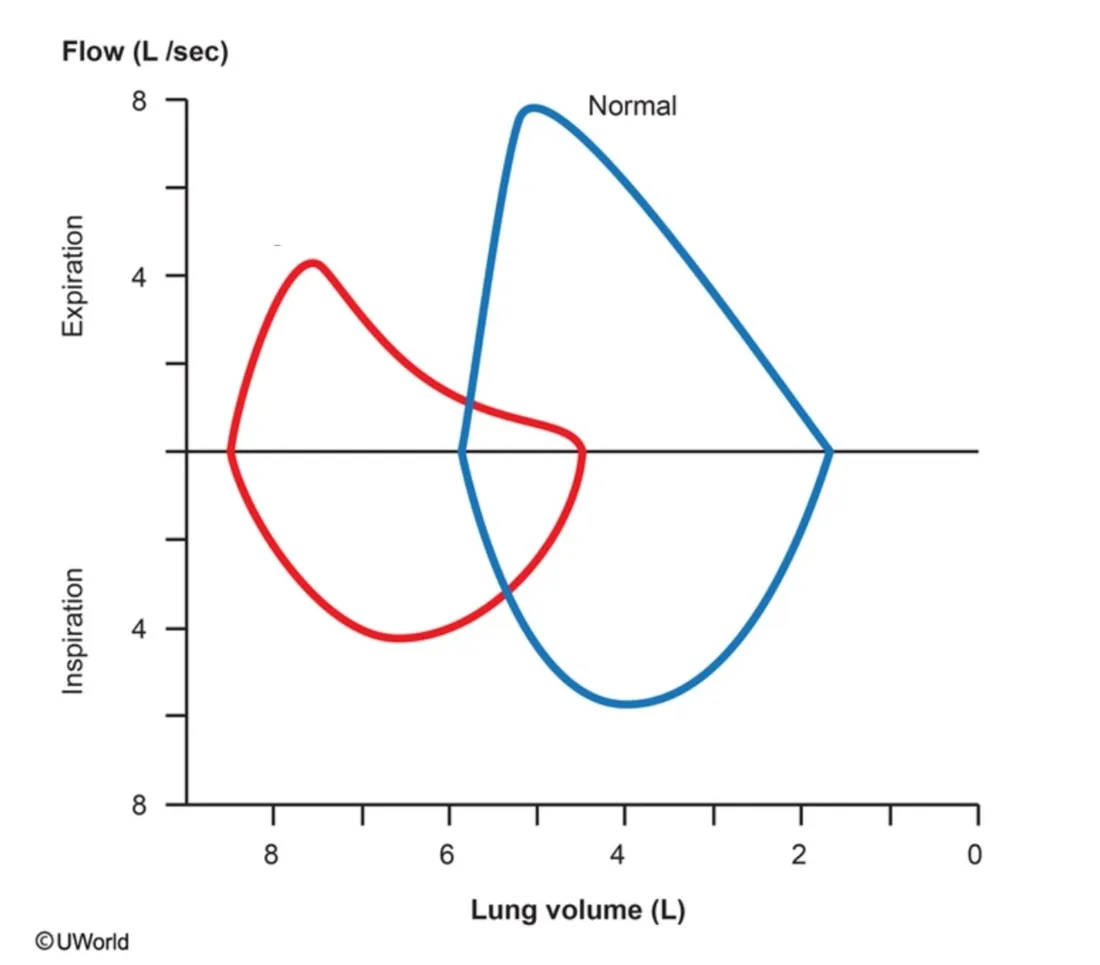 Flow (L /sec)
8
Normal
Expiration
4
Inspiration
4
8
8 6 4 2 0
Lung volume (L)
©UWorld